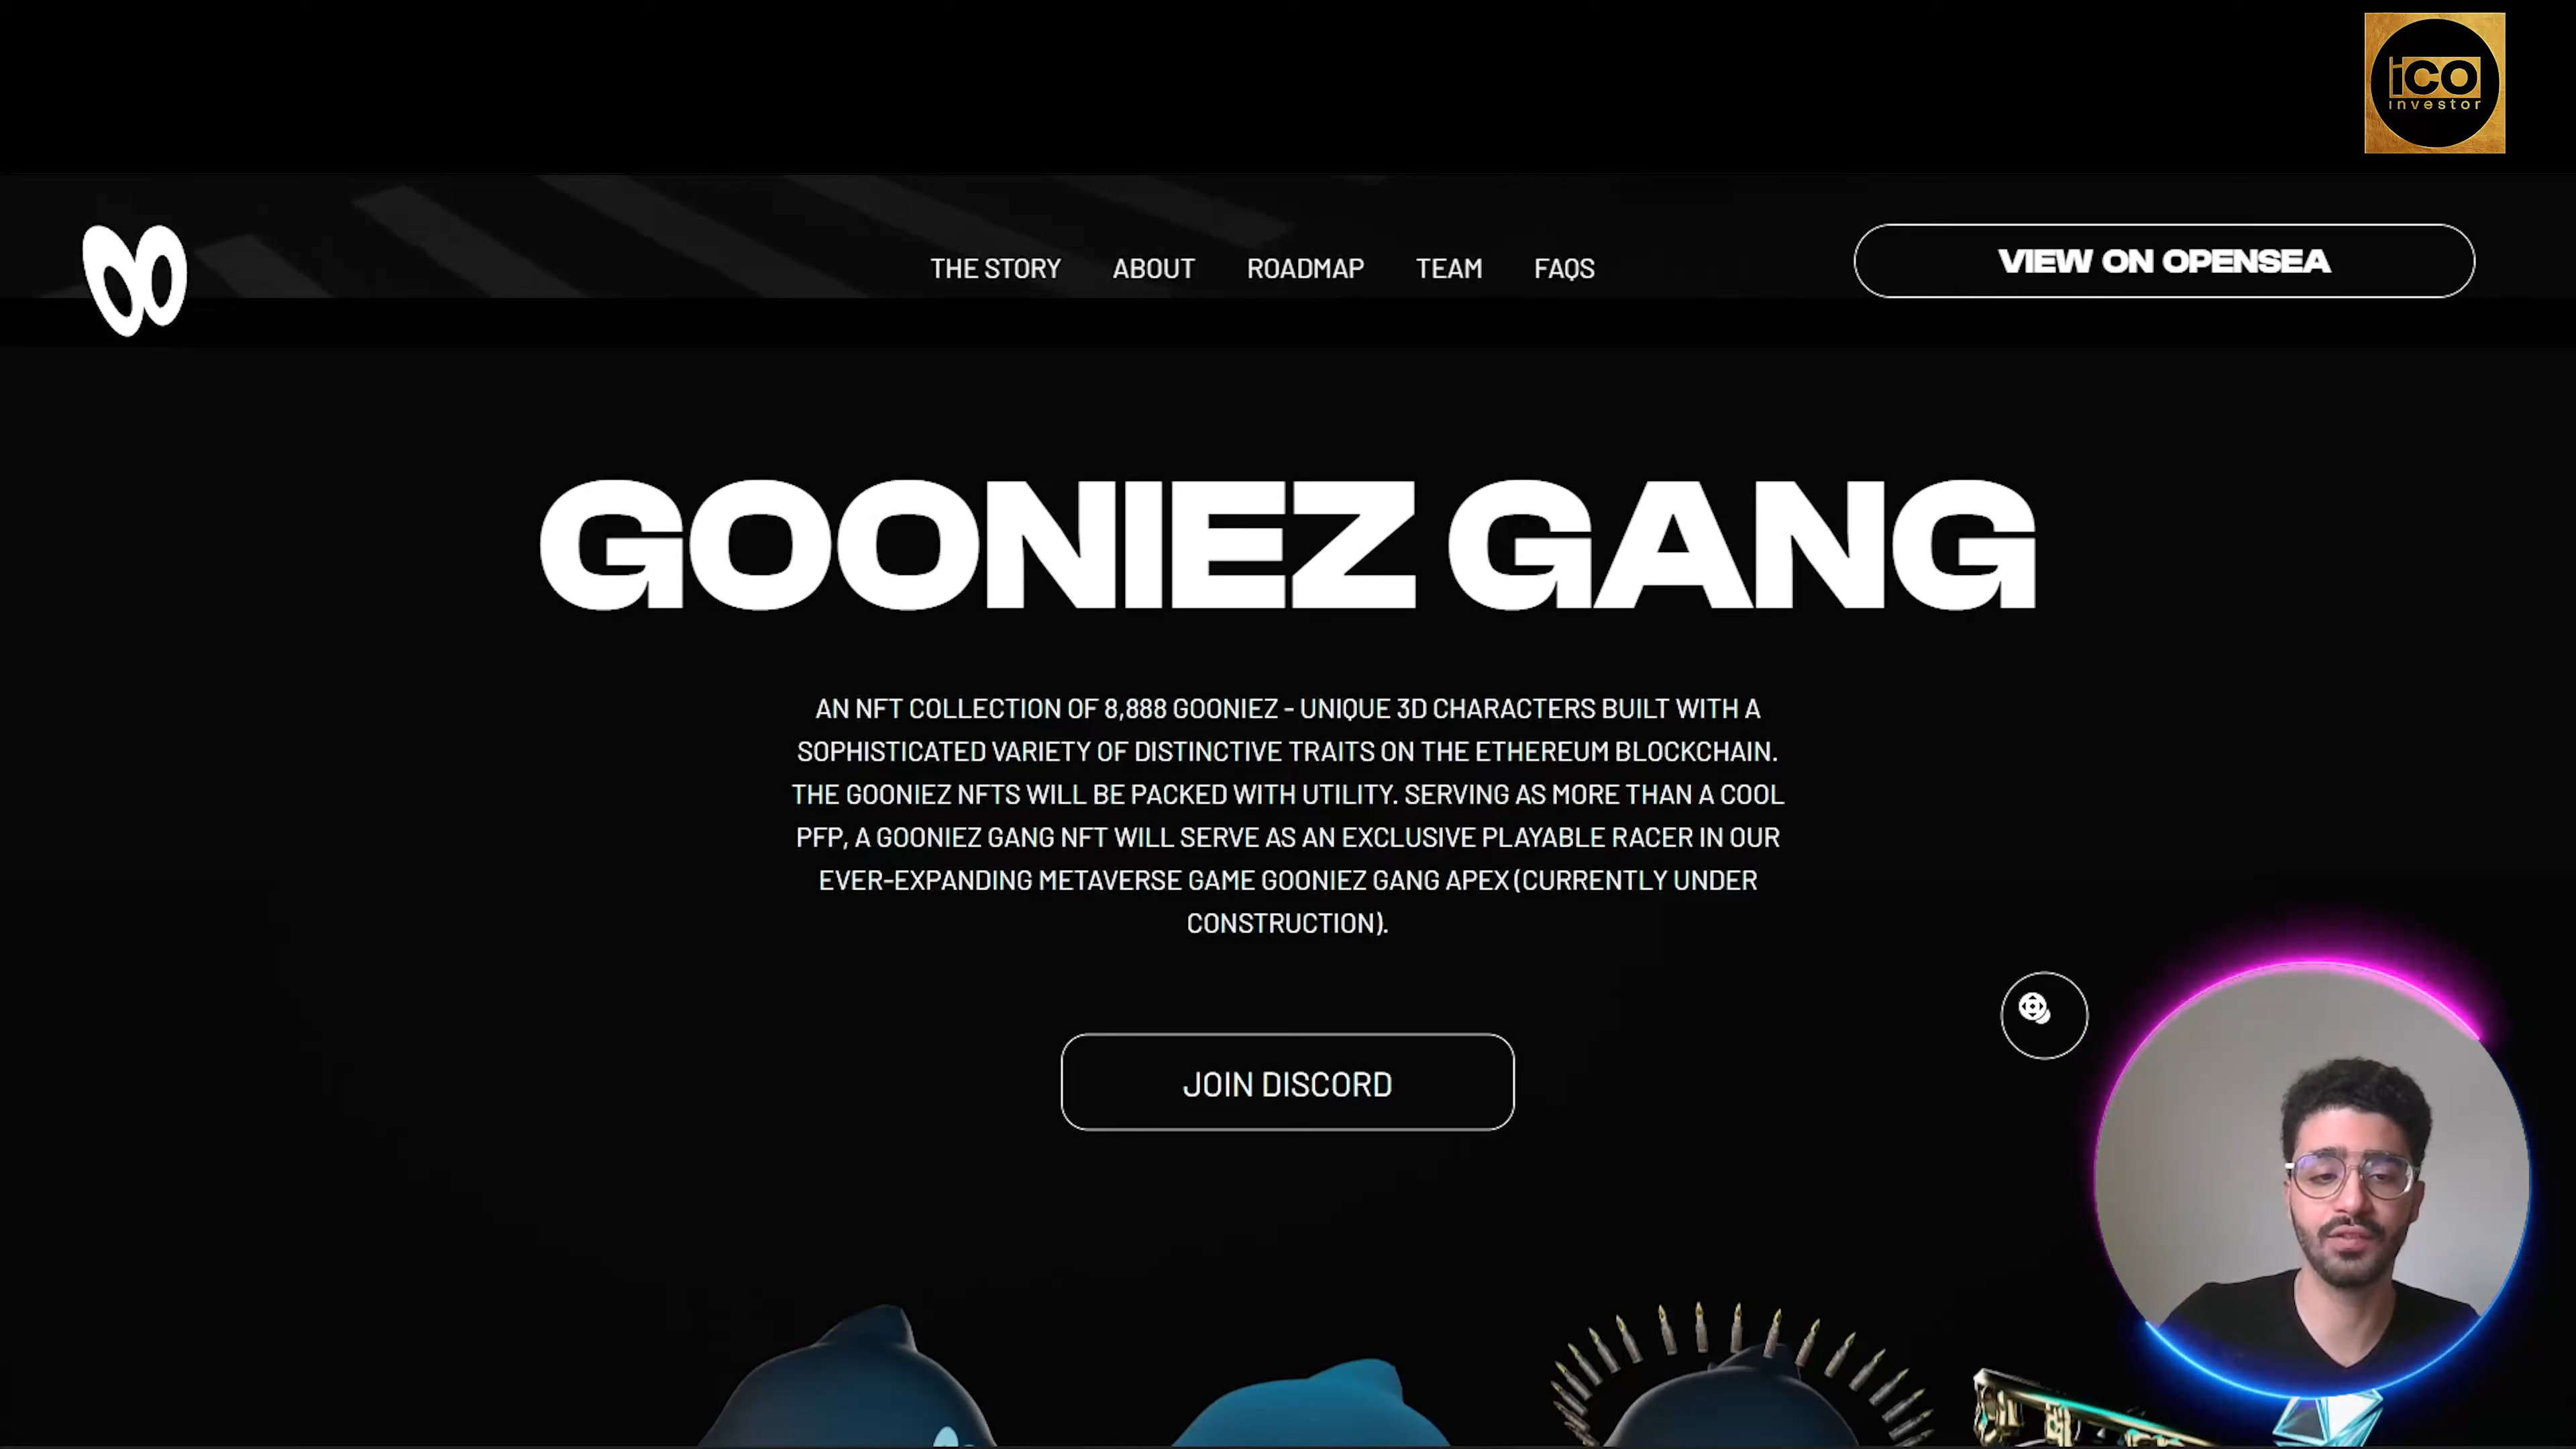 ico
investor
THE STORY ABOUT ROADMAP TEAM FAQS
VIEW ON OPENSEA
GOONIEZ GANG
AN NFT COLLECTION OF 8,888 GOONIEZ - UNIQUE 3D CHARACTERS BUILT WITH A
SOPHISTICATED VARIETY OF DISTINCTIVE TRAITS ON THE ETHEREUM BLOCKCHAIN.
THE GOONIEZ NFTS WILL BE PACKED WITH UTILITY. SERVING AS MORE THAN A COOL
PFP, A GOONIEZ GANG NFT WILL SERVE AS AN EXCLUSIVE PLAYABLE RACER IN OUR
EVER-EXPANDING METAVERSE GAME GOONIEZ GANG APEX (CURRENTLY UNDER
CONSTRUCTION).
JOIN DISCORD